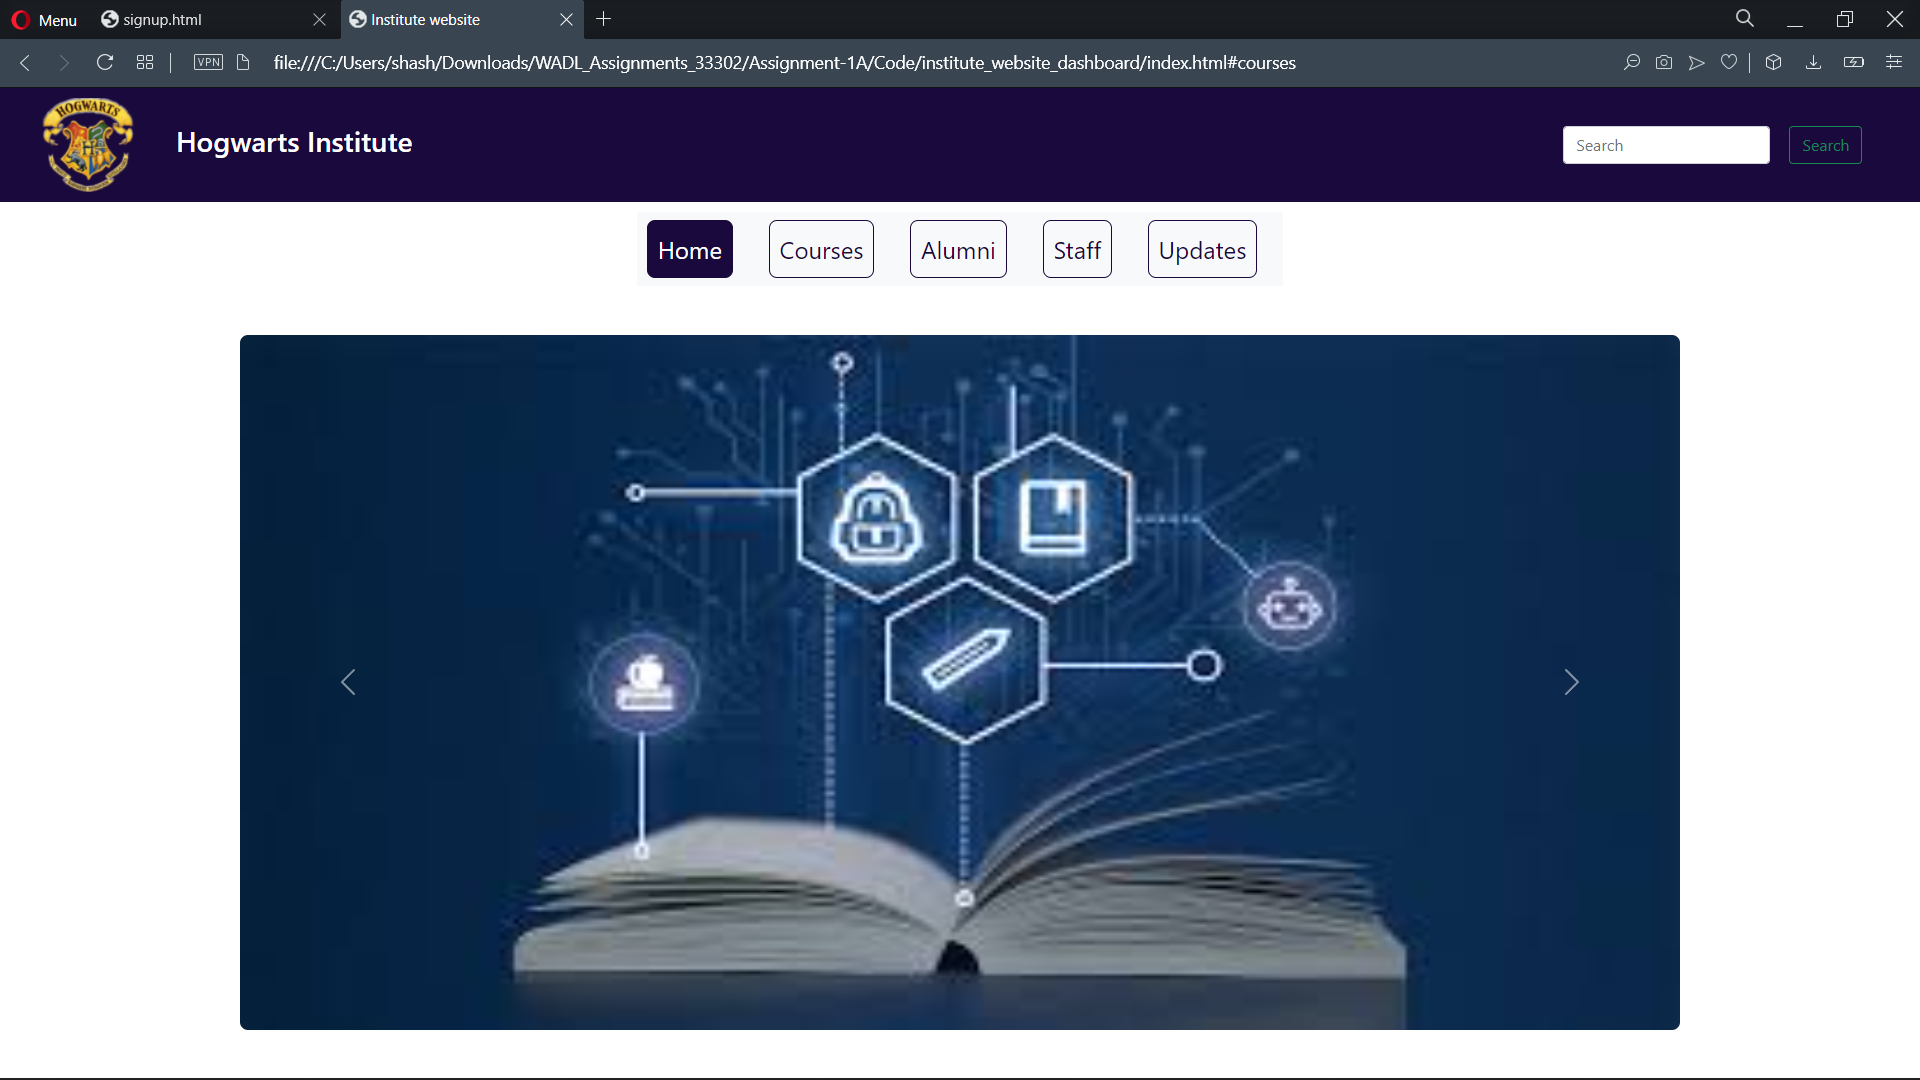 Menu
signup.html
Institute website
VPN
file:///C:/Users/shash/Downloads/WADL_Assignments_33302/Assignment-1A/Code/institute_website_dashboard/index.html#courses
HOGWARTS
Hogwarts Institute
Search
Search
Home
Courses
Alumni
Staff
Updates